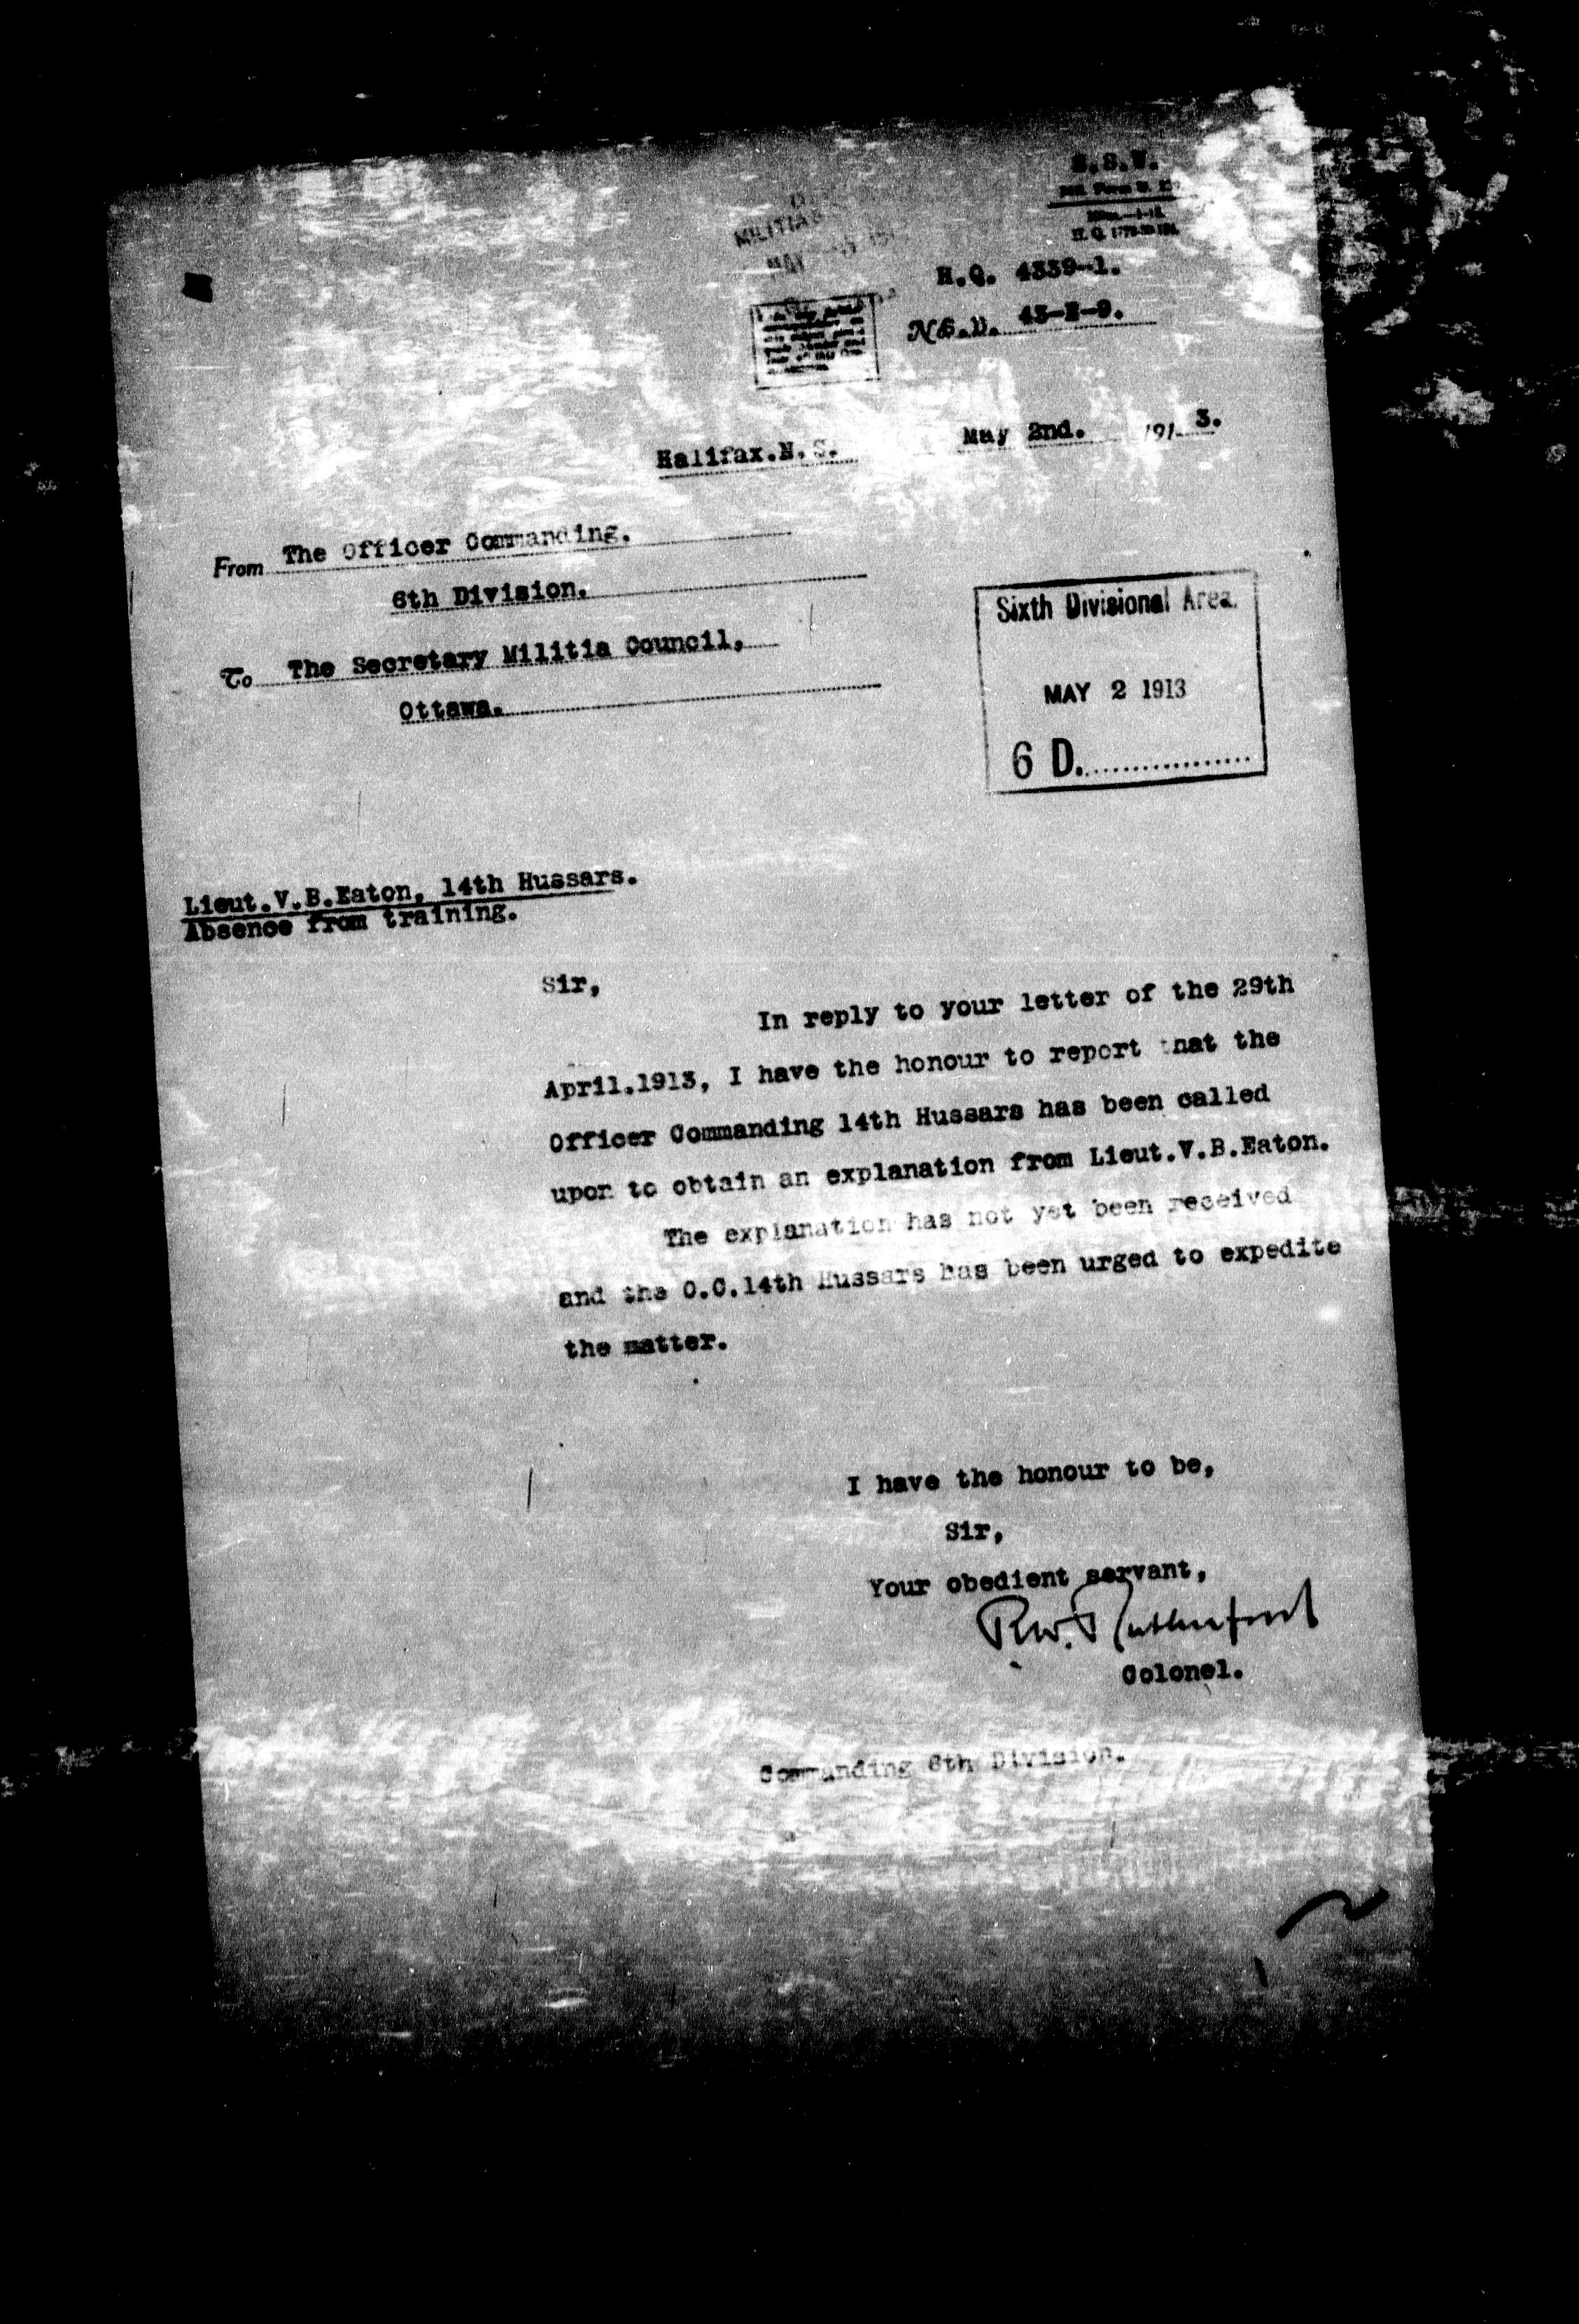 H.Q. 4339-1.
No. D. 43-E-9.
Halifax.N.S. May 2nd. 1913.
From The Officer Commanding.
6th Division.
To The Secretary Militia Council,
Ottawa.
Sixth Divisional Area.
MAY 2 1913
6 D.
Lieut.V.B.Eaton, 14th Hussars.
Absence from training.
Sir,
In reply to your letter of the 29th
April.1913, I have the honour to report that the
Officer Commanding 14th Hussars has been called
upon to obtain an explanation from Lieut.V.B.Eaton.
The explanation has not yet been received
and the O.C.14th Hussars has been urged to expedite
the matter.
I have the honour to be,
Sir,
Your obedient servant,
R.W. Rutherford
Colonel.
Commanding 6th Division.